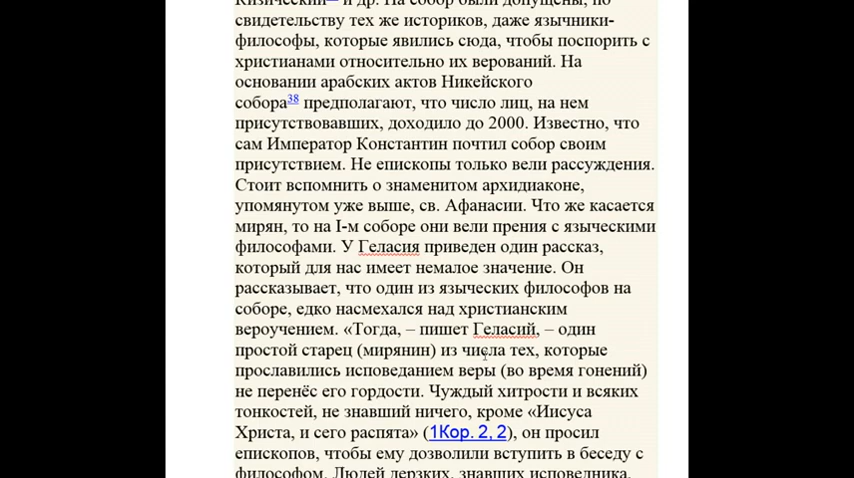 Кизический и др. На собор были допущены, по
свидетельству тех же историков, даже язычники-
философы, которые явились сюда, чтобы поспорить с
христианами относительно их верований. На
основании арабских актов Никейского
собора38 предполагают, что число лиц, на нем
присутствовавших, доходило до 2000. Известно, что
сам Император Константин почтил собор своим
присутствием. Не епископы только вели рассуждения.
Стоит вспомнить о знаменитом архидиаконе,
упомянутом уже выше, св. Афанасии. Что же касается
мирян, то на I-м соборе они вели прения с языческими
философами. У Геласия приведен один рассказ,
который для нас имеет немалое значение. Он
рассказывает, что один из языческих философов на
соборе, едко насмехался над христианским
вероучением. «Тогда, – пишет Геласий, – один
простой старец (мирянин) из числа тех, которые
прославились исповеданием веры (во время гонений)
не перенёс его гордости. Чуждый хитрости и всяких
тонкостей, не знавший ничего, кроме «Иисуса
Христа, и сего распята» (1Кор. 2, 2), он просил
епископов, чтобы ему дозволили вступить в беседу с
философом. Людей дерзких, знавших исповедника,